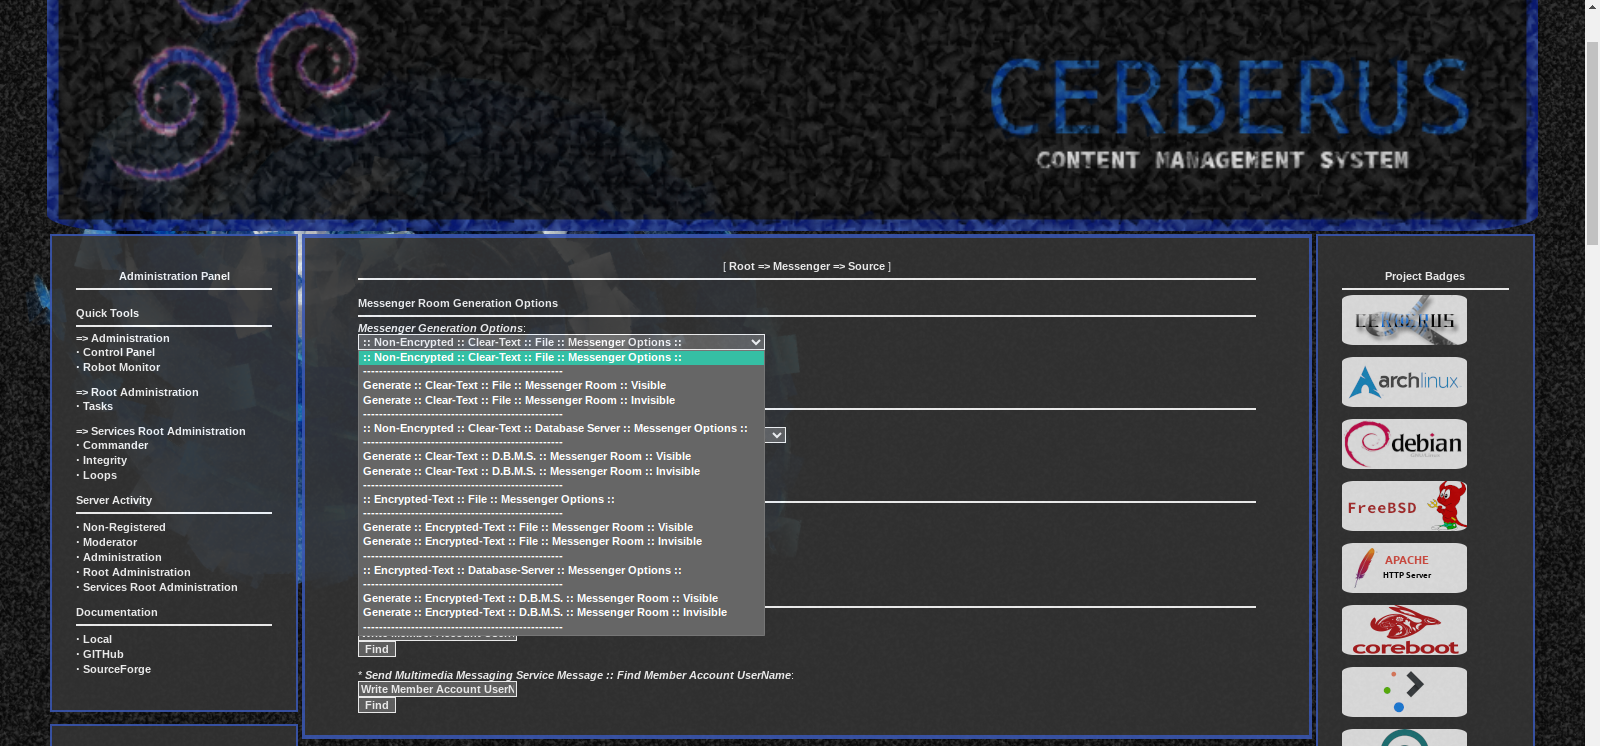 CERBERUS
CONTENT MANAGEMENT SYSTEM
Administration Panel
Quick Tools
=> Administration
· Control Panel
· Robot Monitor
=> Root Administration
· Tasks
=> Services Root Administration
· Commander
· Integrity
· Loops
Server Activity
· Non-Registered
· Moderator
· Administration
· Root Administration
· Services Root Administration
Documentation
· Local
· GITHub
· SourceForge
[ Root => Messenger => Source ]
Messenger Room Generation Options
Messenger Generation Options:
:: Non-Encrypted :: Clear-Text :: File :: Messenger Options ::
:: Non-Encrypted :: Clear-Text :: File :: Messenger Options ::
--------------------------------------------------
Generate :: Clear-Text :: File :: Messenger Room :: Visible
Generate :: Clear-Text :: File :: Messenger Room :: Invisible
--------------------------------------------------
:: Non-Encrypted :: Clear-Text :: Database Server :: Messenger Options ::
--------------------------------------------------
Generate :: Clear-Text :: D.B.M.S. :: Messenger Room :: Visible
Generate :: Clear-Text :: D.B.M.S. :: Messenger Room :: Invisible
--------------------------------------------------
:: Encrypted-Text :: File :: Messenger Options ::
--------------------------------------------------
Generate :: Encrypted-Text :: File :: Messenger Room :: Visible
Generate :: Encrypted-Text :: File :: Messenger Room :: Invisible
--------------------------------------------------
:: Encrypted-Text :: Database-Server :: Messenger Options ::
--------------------------------------------------
Generate :: Encrypted-Text :: D.B.M.S. :: Messenger Room :: Visible
Generate :: Encrypted-Text :: D.B.M.S. :: Messenger Room :: Invisible
--------------------------------------------------
Find
* Send Multimedia Messaging Service Message :: Find Member Account UserName:
Write Member Account UserN
Find
Project Badges
CERBERUS
archlinux
debian
FreeBSD
APACHE
HTTP Server
coreboot